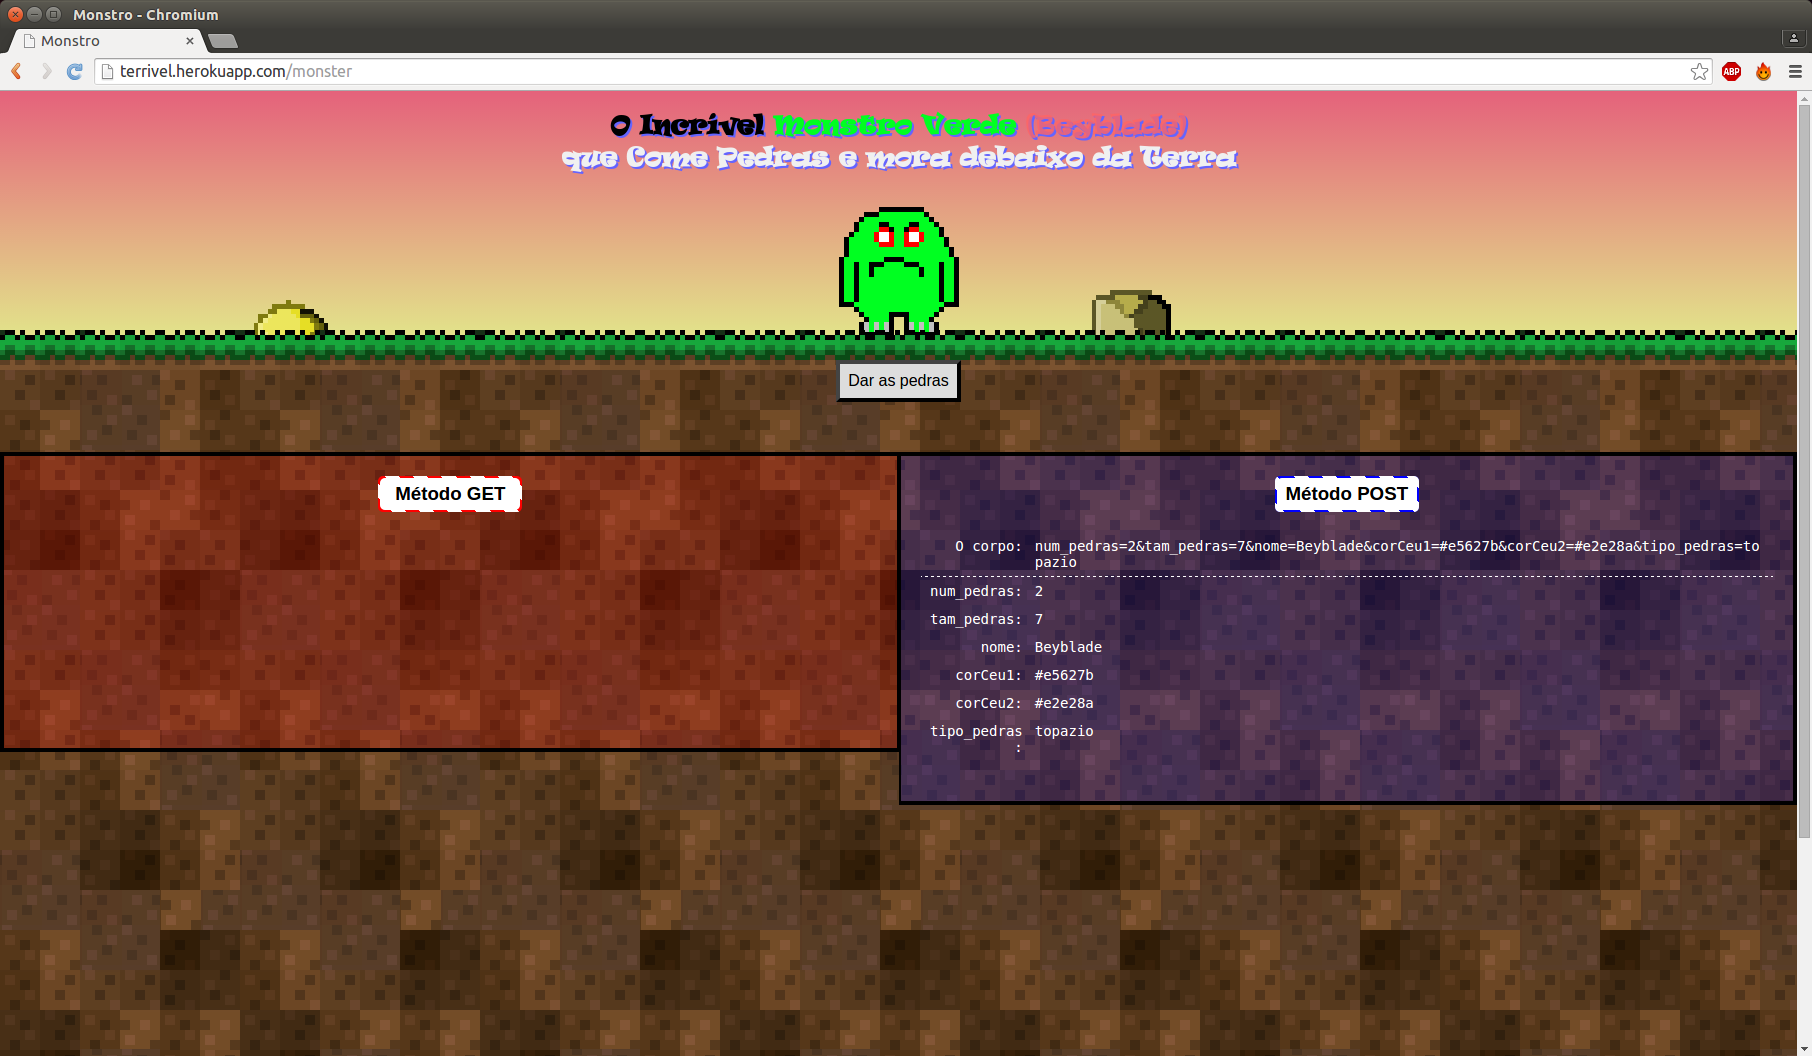 Monstro - Chromium
Monstro
terrivel.herokuapp.com/monster
ABP
O Incrível Monstro Verde (Beyblade)
que Come Pedras e mora debaixo da Terra
Dar as pedras
Método GET
Método POST
O corpo: num_pedras=2&tam_pedras=7&nome=Beyblade&corCeu1=#e5627b&corCeu2=#e2e28a&tipo_pedras=to
pazio
num_pedras: 2
tam_pedras: 7
nome: Beyblade
corCeu1: #e5627b
corCeu2: #e2e28a
tipo_pedras topazio
: